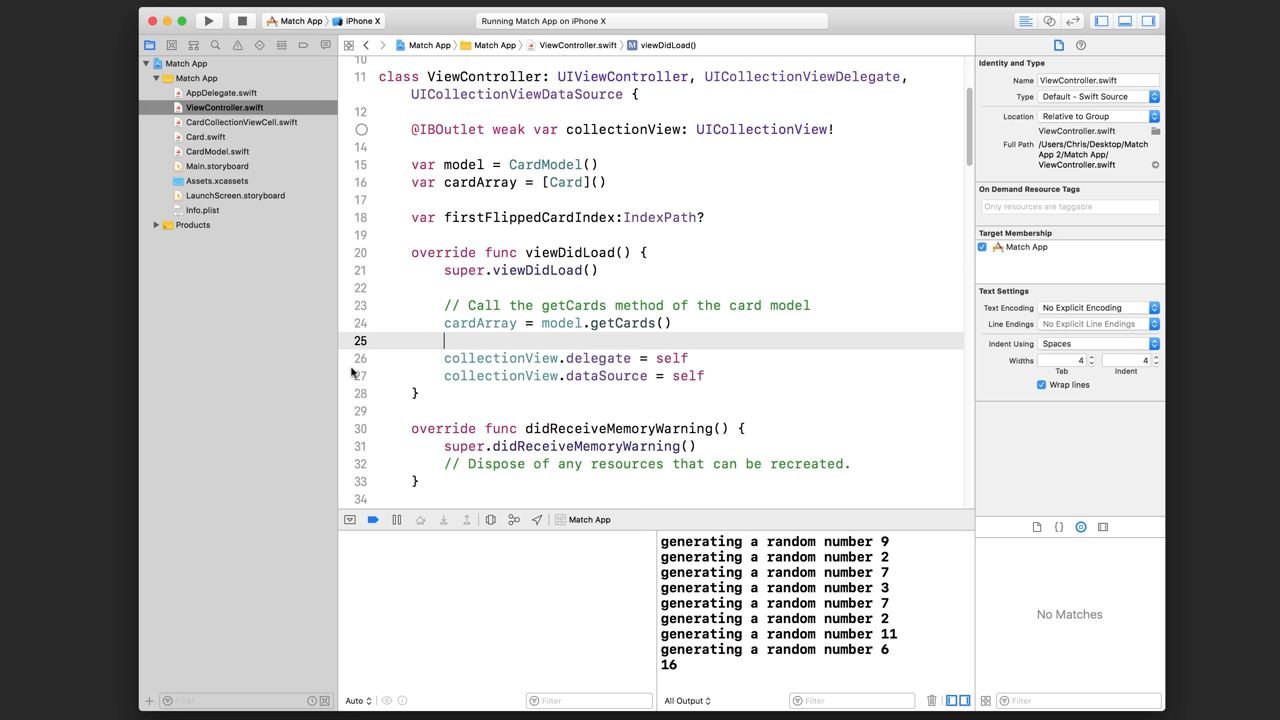 Match App
iPhone X
Running Match App on iPhone X
Match App
Match App
ViewController.swift
viewDidLoad()
Match App
Match App
AppDelegate.swift
ViewController.swift
CardCollectionViewCell.swift
Card.swift
CardModel.swift
Main.storyboard
Assets.xcassets
LaunchScreen.storyboard
Info.plist
Products
Filter
10
11 class ViewController: UIViewController, UICollectionViewDelegate,
UICollectionViewDataSource {
12
@IBOutlet weak var collectionView: UICollectionView!
14
15 var model = CardModel()
16 var cardArray = [Card]()
17
18 var firstFlippedCardIndex:IndexPath?
19
20 override func viewDidLoad() {
21 super.viewDidLoad()
22
23 // Call the getCards method of the card model
24 cardArray = model.getCards()
25
26 collectionView.delegate = self
27 collectionView.dataSource = self
28 }
29
30 override func didReceiveMemoryWarning() {
31 super.didReceiveMemoryWarning()
32 // Dispose of any resources that can be recreated.
33 }
34
Match App
Auto
Filter
generating a random number 9
generating a random number 2
generating a random number 7
generating a random number 3
generating a random number 7
generating a random number 2
generating a random number 11
generating a random number 6
16
All Output
Filter
Identity and Type
Name ViewController.swift
Type Default - Swift Source
Location Relative to Group
ViewController.swift
Full Path /Users/Chris/Desktop/Match
App 2/Match App/
ViewController.swift
On Demand Resource Tags
Only resources are taggable
Target Membership
Match App
Text Settings
Text Encoding No Explicit Encoding
Line Endings No Explicit Line Endings
Indent Using Spaces
Widths 4 4
Tab Indent
Wrap lines
No Matches
Filter